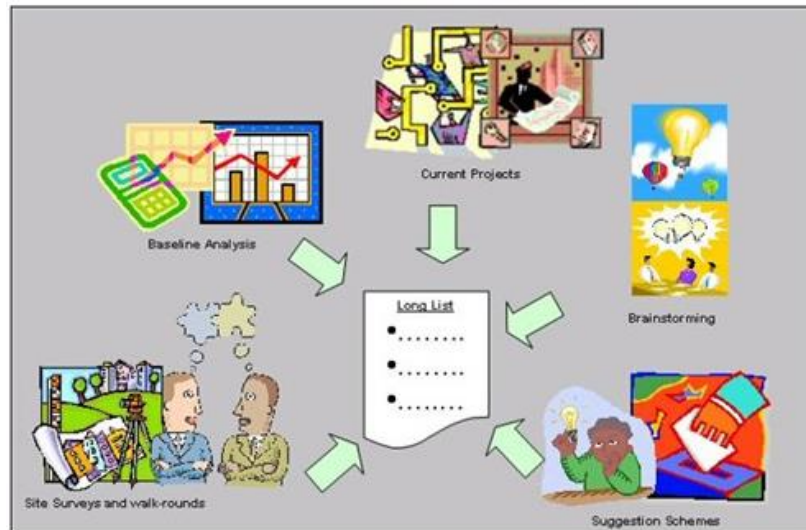 Current Projects
Baseline Analysis
Long List
• ........
• ........
• ........
Brainstorming
Site Surveys and walk-rounds
Suggestion Schemes